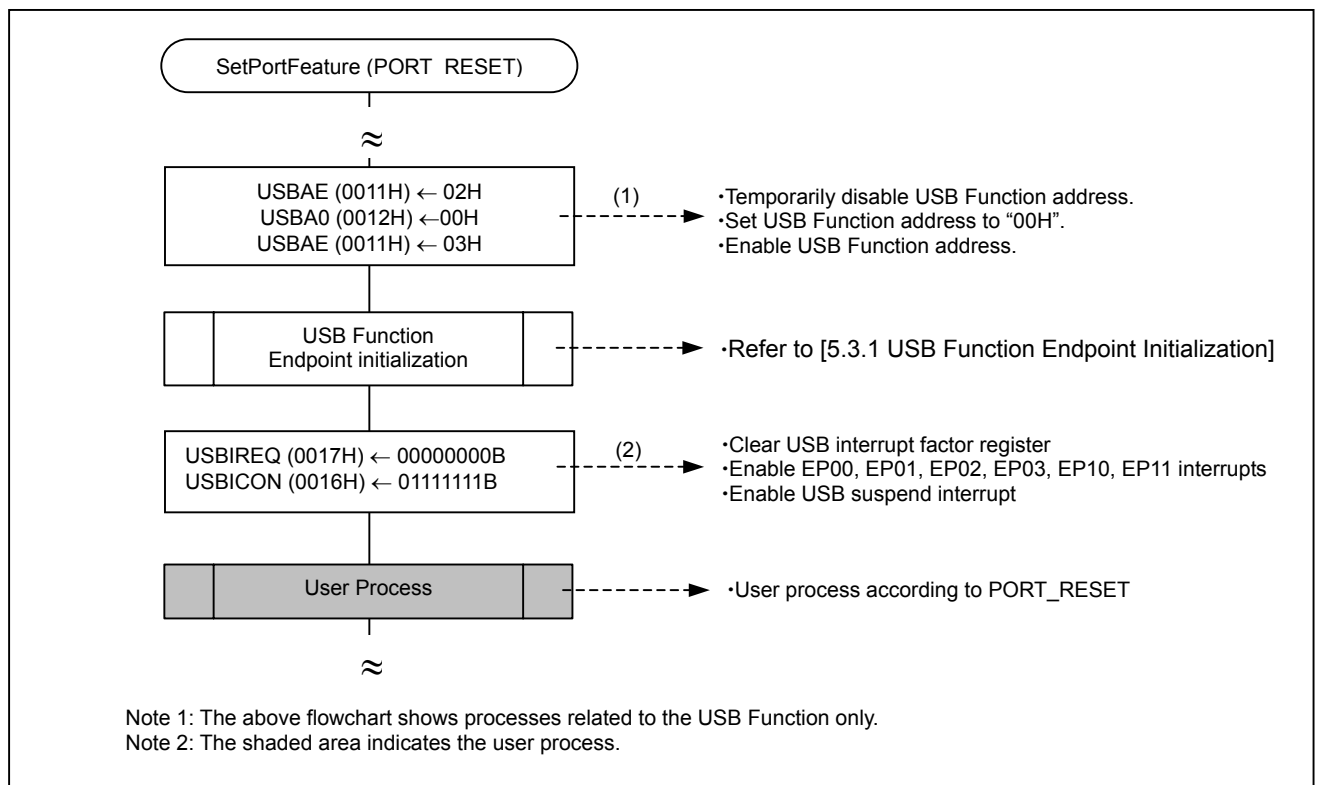 SetPortFeature (PORT RESET)
≈
USBAE (0011H) ← 02H
USBA0 (0012H) ←00H
USBAE (0011H) ← 03H
(1)
・Temporarily disable USB Function address.
・Set USB Function address to “00H”.
・Enable USB Function address.
USB Function
Endpoint initialization
・Refer to [5.3.1 USB Function Endpoint Initialization]
USBIREQ (0017H) ← 00000000B
USBICON (0016H) ← 01111111B
(2)
・Clear USB interrupt factor register
・Enable EP00, EP01, EP02, EP03, EP10, EP11 interrupts
・Enable USB suspend interrupt
User Process
・User process according to PORT_RESET
≈
Note 1: The above flowchart shows processes related to the USB Function only.
Note 2: The shaded area indicates the user process.